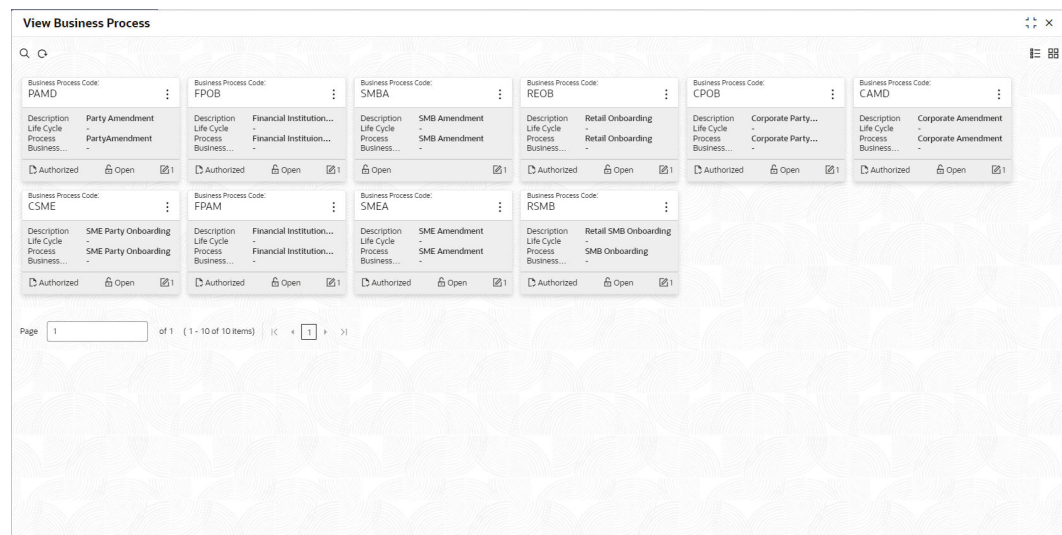 View Business Process
Business Process Code:
PAMD
Description Party Amendment
Life Cycle -
Process PartyAmendment
Business... -
Authorized Open 1
Business Process Code:
FPOB
Description Financial Institution...
Life Cycle -
Process Financial Instituion...
Business... -
Authorized Open 1
Business Process Code:
SMBA
Description SMB Amendment
Life Cycle -
Process SMB Amendment
Business... -
Open 1
Business Process Code:
REOB
Description Retail Onboarding
Life Cycle -
Process Retail Onboarding
Business... -
Authorized Open 1
Business Process Code:
CPOB
Description Corporate Party...
Life Cycle -
Process Corporate Party...
Business... -
Authorized Open 1
Business Process Code:
CAMD
Description Corporate Amendment
Life Cycle -
Process Corporate Amendment
Business... -
Authorized Open 1
Business Process Code:
CSME
Description SME Party Onboarding
Life Cycle -
Process SME Party Onboarding
Business... -
Authorized Open 1
Business Process Code:
FPAM
Description Financial Institution...
Life Cycle -
Process Financial Institution...
Business... -
Authorized Open 1
Business Process Code:
SMEA
Description SME Amendment
Life Cycle -
Process SME Amendment
Business... -
Authorized Open 1
Business Process Code:
RSMB
Description Retail SMB Onboarding
Life Cycle -
Process SMB Onboarding
Business... -
Authorized Open 1
Page 1 of 1 ( 1 - 10 of 10 items) 1